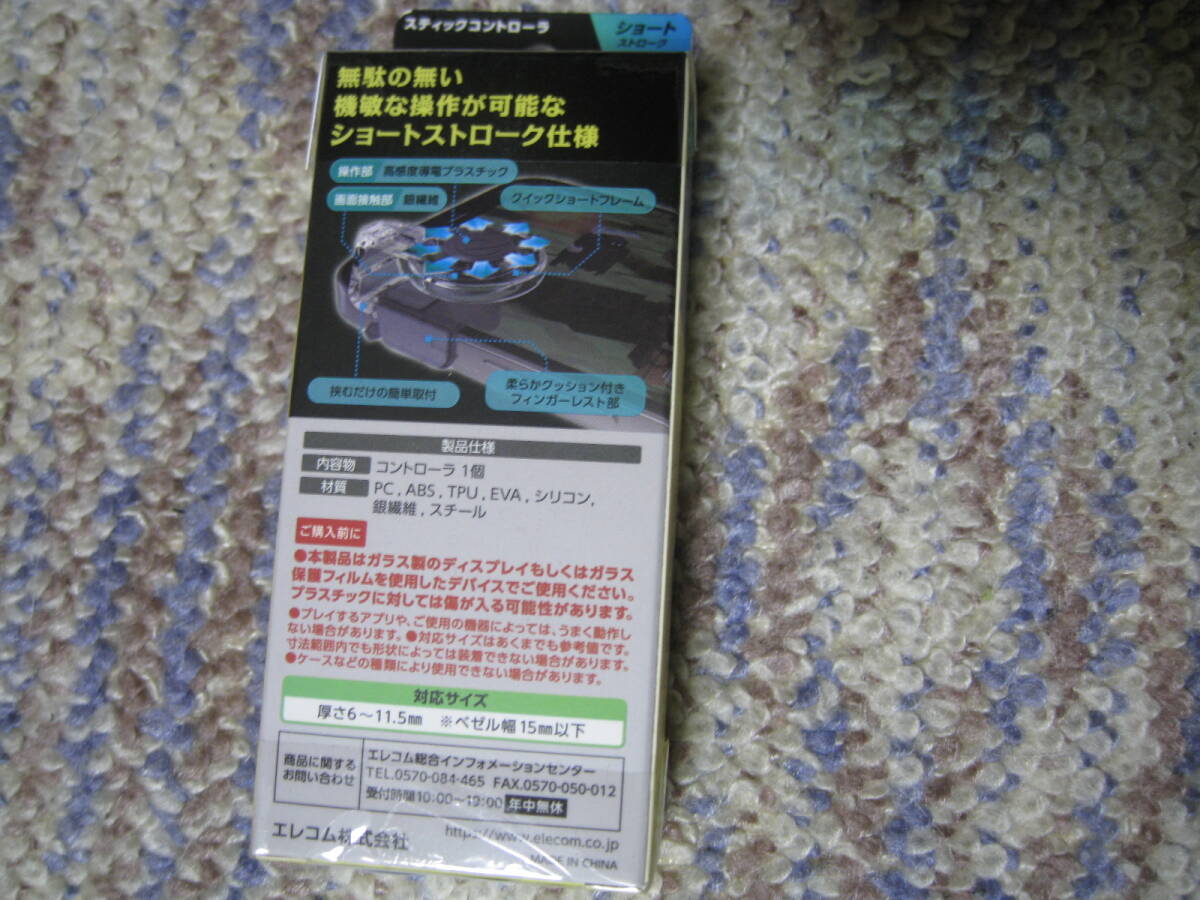 スティックコントローラ
ショート
ストローク
無駄の無い
機敏な操作が可能な
ショートストローク仕様
操作部 高感度導電プラスチック
画面接触部 銀繊維
クイックショートフレーム
挟むだけの簡単取付
柔らかクッション付き
フィンガーレスト部
製品仕様
内容物 コントローラ 1個
材質 PC , ABS , TPU , EVA , シリコン,
銀繊維 , スチール
ご購入前に
●本製品はガラス製のディスプレイもしくはガラス
保護フィルムを使用したデバイスでご使用ください。
プラスチックに対しては傷が入る可能性があります。
●プレイするアプリや、ご使用の機器によっては、うまく動作し
ない場合があります。●対応サイズはあくまでも参考値です。
寸法範囲内でも形状によっては装着できない場合があります。
●ケースなどの種類により使用できない場合があります。
対応サイズ
厚さ6～11.5mm ※ベゼル幅15mm以下
商品に関する
お問い合わせ
エレコム総合インフォメーションセンター
TEL.0570-084-465 FAX.0570-050-012
受付時間10:00～19:00 年中無休
エレコム株式会社
https://www.elecom.co.jp
MADE IN CHINA